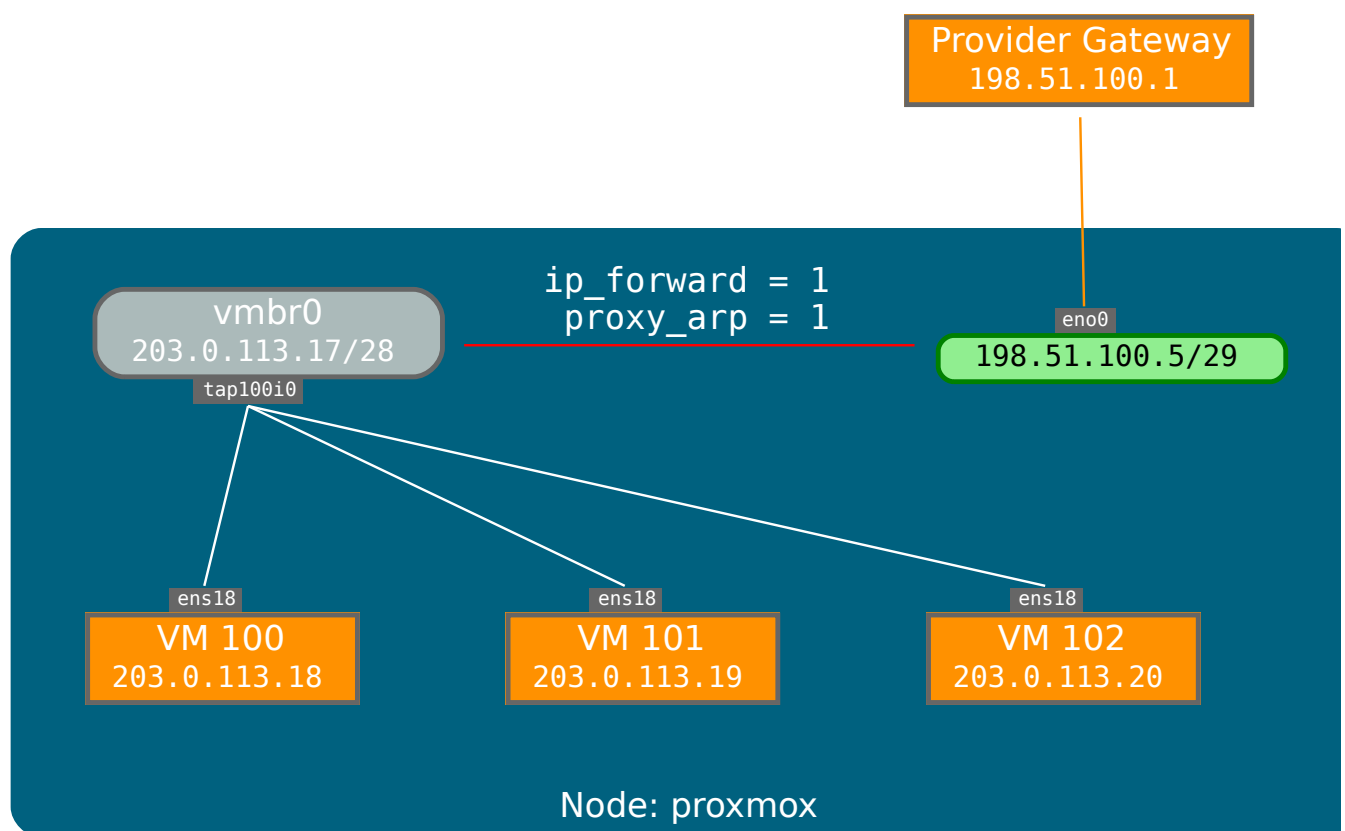 Provider Gateway
198.51.100.1
ip_forward = 1
proxy_arp = 1
vmbr0
203.0.113.17/28
tap100i0
eno0
198.51.100.5/29
ens18
VM 100
203.0.113.18
ens18
VM 101
203.0.113.19
ens18
VM 102
203.0.113.20
Node: proxmox